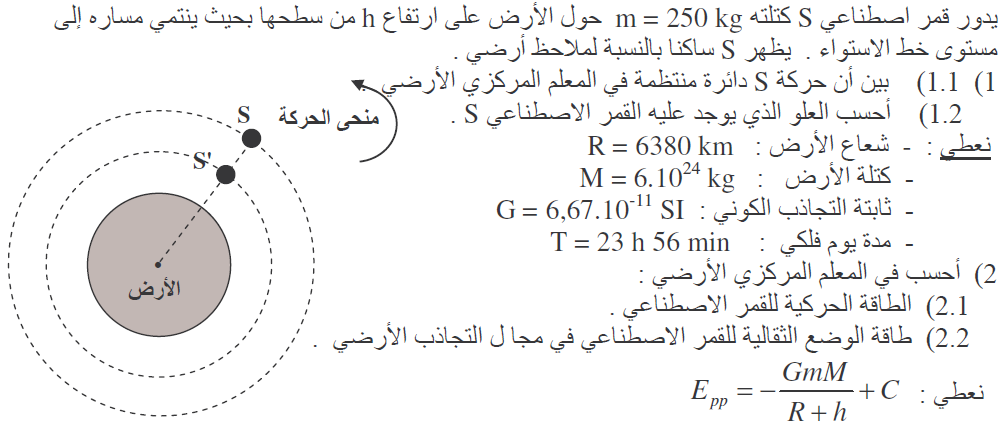 يدور قمر اصطناعي S كتلته m = 250 kg حول الأرض على ارتفاع h من سطحها بحيث ينتمي مساره إلى
مستوى خط الاستواء . يظهر S ساكنا بالنسبة لملاحظ أرضي .
1) 1.1) بين أن حركة S دائرة منتظمة في المعلم المركزي الأرضي .
1.2) أحسب العلو الذي يوجد عليه القمر الاصطناعي S .
نعطي : - شعاع الأرض : R = 6380 km
- كتلة الأرض : M = 6.10^24 kg
- ثابتة التجاذب الكوني : G = 6,67.10^-11 SI
- مدة يوم فلكي : T = 23 h 56 min
2) أحسب في المعلم المركزي الأرضي :
2.1) الطاقة الحركية للقمر الاصطناعي .
2.2) طاقة الوضع الثقالية للقمر الاصطناعي في مجال التجاذب الأرضي .
نعطي : E_pp = -GmM/(R+h) + C
منحى الحركة
S
S'
الأرض